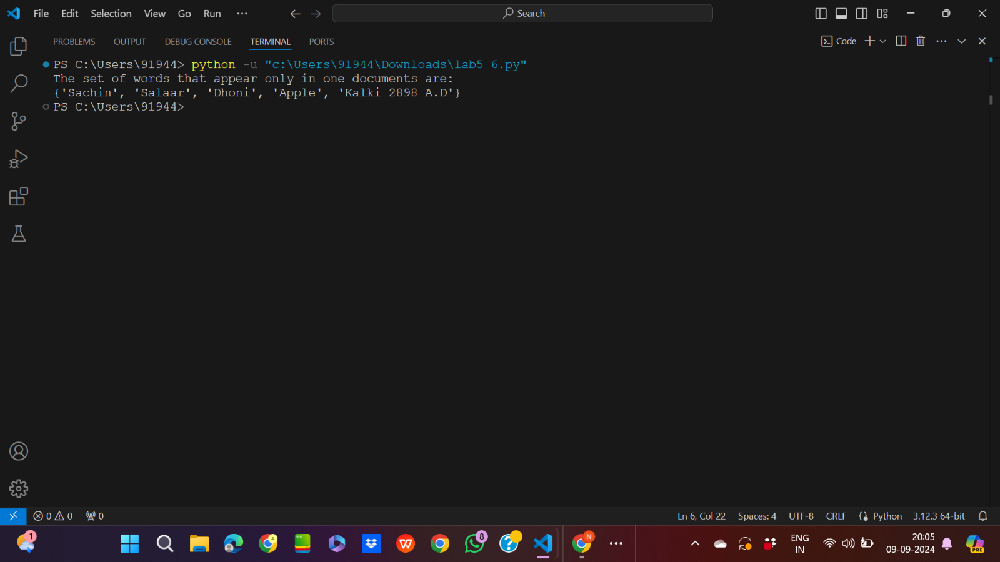 File Edit Selection View Go Run ··· Search
PROBLEMS OUTPUT DEBUG CONSOLE TERMINAL PORTS Code
PS C:\Users\91944> python -u "c:\Users\91944\Downloads\lab5 6.py"
The set of words that appear only in one documents are:
{'Sachin', 'Salaar', 'Dhoni', 'Apple', 'Kalki 2898 A.D'}
PS C:\Users\91944>
0 0 0 Ln 6, Col 22 Spaces: 4 UTF-8 CRLF Python 3.12.3 64-bit
1 W 8 ? N ENG 20:05
IN 09-09-2024 PRE